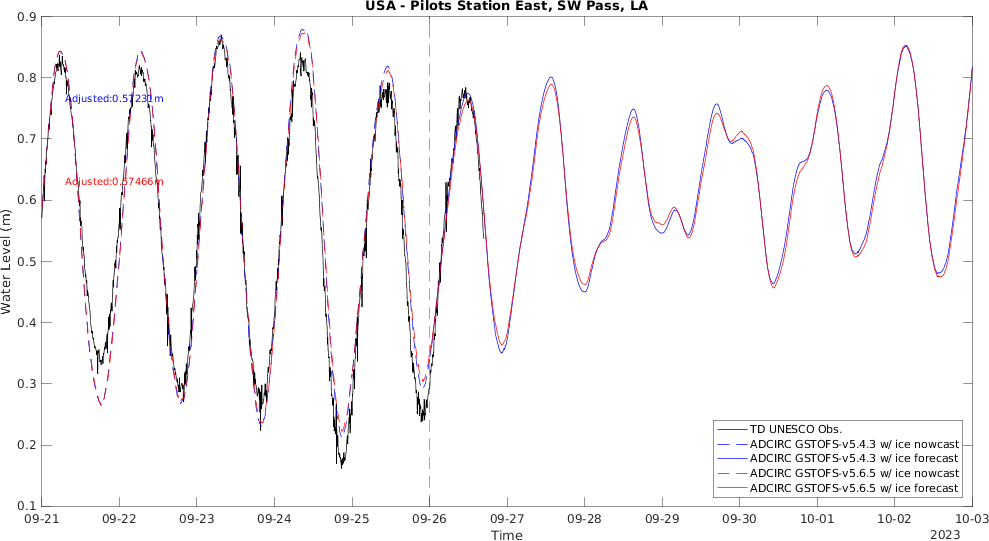 USA - Pilots Station East, SW Pass, LA
0.9
0.8
0.7
0.6
0.5
0.4
0.3
0.2
0.1
Water Level (m)
Adjusted:0.57231m
Adjusted:0.57466m
TD UNESCO Obs.
ADCIRC GSTOFS-v5.4.3 w/ ice nowcast
ADCIRC GSTOFS-v5.4.3 w/ ice forecast
ADCIRC GSTOFS-v5.6.5 w/ ice nowcast
ADCIRC GSTOFS-v5.6.5 w/ ice forecast
09-21 09-22 09-23 09-24 09-25 09-26 09-27 09-28 09-29 09-30 10-01 10-02 10-03
Time
2023